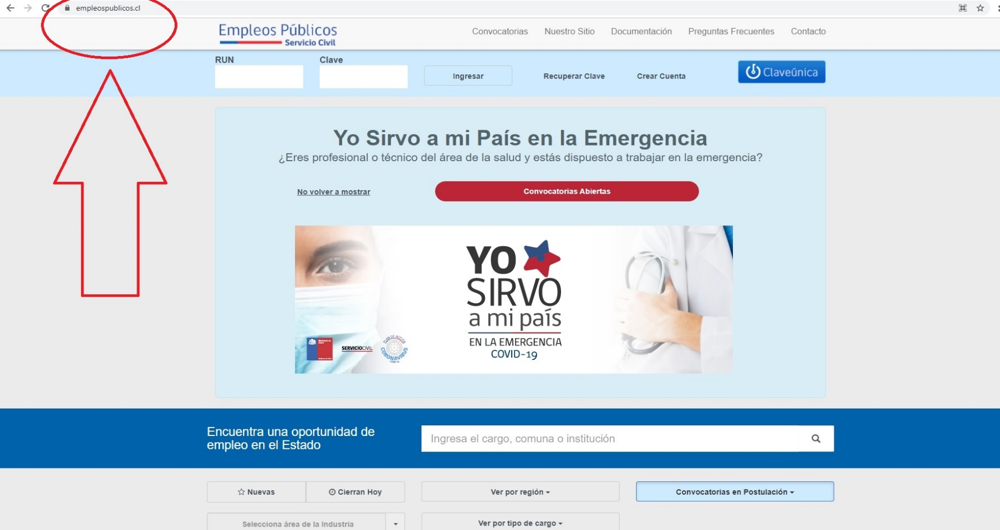 empleospublicos.cl
Empleos Públicos
Servicio Civil
Convocatorias Nuestro Sitio Documentación Preguntas Frecuentes Contacto
RUN Clave
Ingresar Recuperar Clave Crear Cuenta Claveúnica
Yo Sirvo a mi País en la Emergencia
¿Eres profesional o técnico del área de la salud y estás dispuesto a trabajar en la emergencia?
No volver a mostrar Convocatorias Abiertas
YO
SIRVO
a mi país
EN LA EMERGENCIA
COVID-19
SERVICIOCIVIL
PLAN DE ACCIÓN
CORONAVIRUS
Encuentra una oportunidad de
empleo en el Estado
Ingresa el cargo, comuna o institución
Nuevas Cierran Hoy Ver por región Convocatorias en Postulación
Selecciona área de la Industria Ver por tipo de cargo